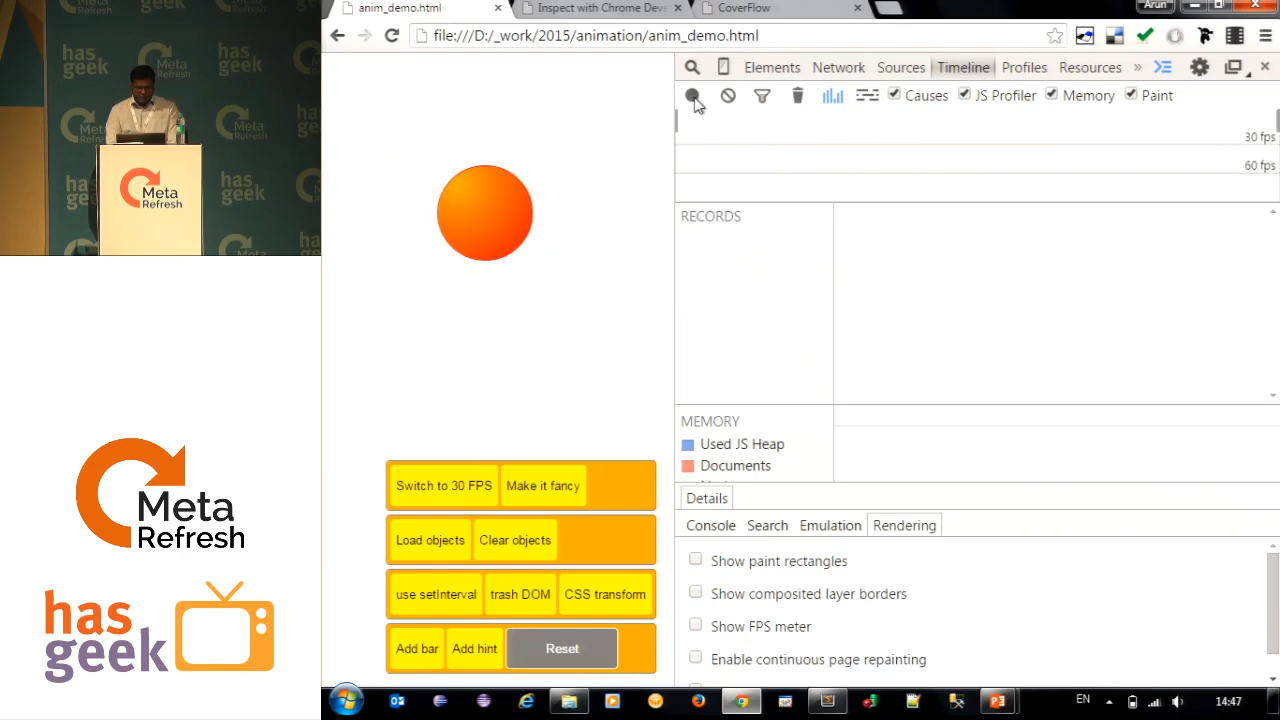 has
geek
has
geek
Meta
Refresh
Meta
Refresh
has
geek
anim_demo.html
Inspect with Chrome Deve
CoverFlow
Arun
file:///D:/_work/2015/animation/anim_demo.html
Elements Network Sources Timeline Profiles Resources »
Causes JS Profiler Memory Paint
30 fps
60 fps
RECORDS
MEMORY
Used JS Heap
Documents
Details
Console Search Emulation Rendering
Show paint rectangles
Show composited layer borders
Show FPS meter
Enable continuous page repainting
Switch to 30 FPS Make it fancy
Load objects Clear objects
use setInterval trash DOM CSS transform
Add bar Add hint Reset
EN 14:47